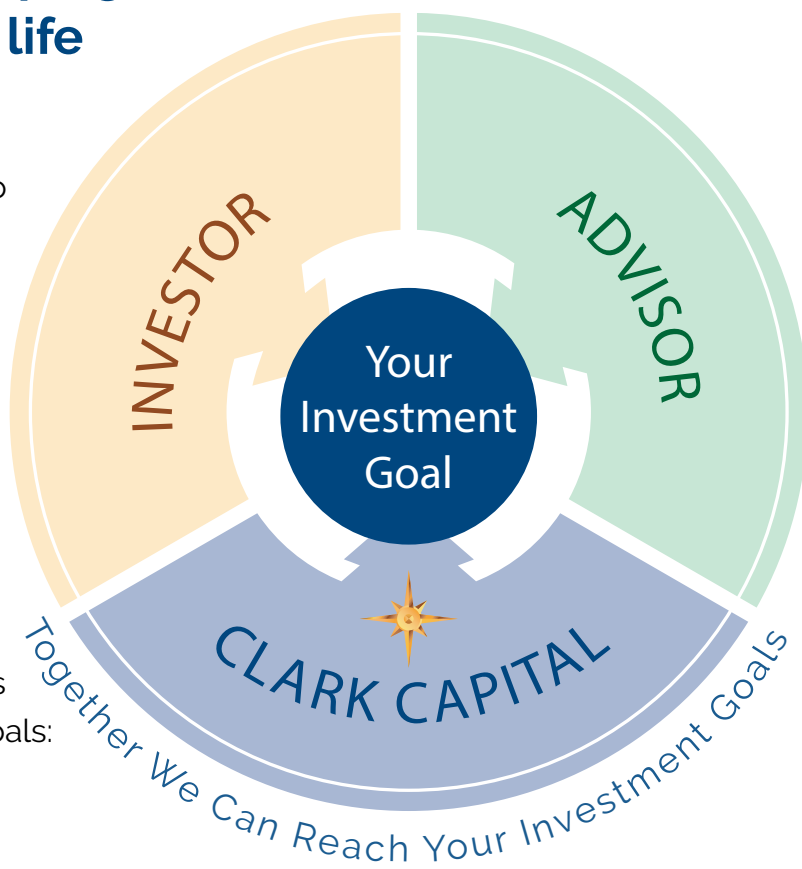 life
INVESTOR
ADVISOR
Your
Investment
Goal
CLARK CAPITAL
Together We Can Reach Your Investment Goals